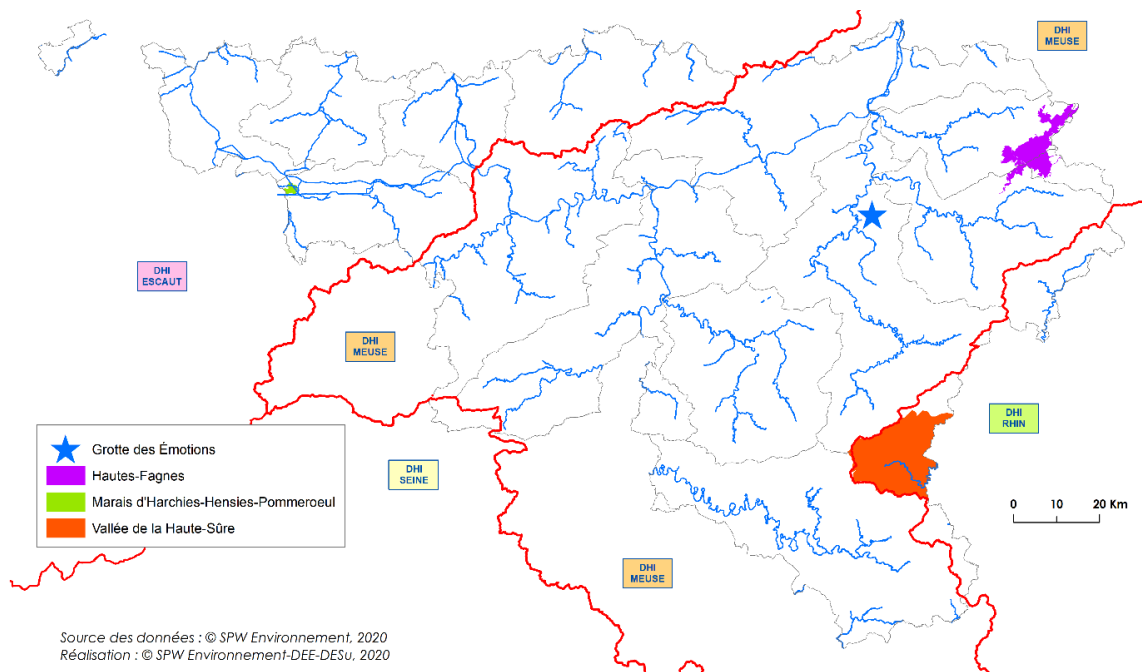 DHI
MEUSE
DHI
ESCAUT
DHI
MEUSE
DHI
RHIN
DHI
SEINE
DHI
MEUSE
Grotte des Émotions
Hautes-Fagnes
Marais d'Harchies-Hensies-Pommerœul
Vallée de la Haute-Sûre
0 10 20 Km
Source des données : © SPW Environnement, 2020
Réalisation : © SPW Environnement-DEE-DESu, 2020